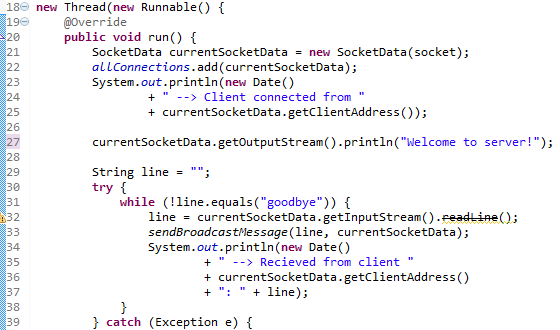 18 new Thread(new Runnable() {
19 @Override
20 public void run() {
21 SocketData currentSocketData = new SocketData(socket);
22 allConnections.add(currentSocketData);
23 System.out.println(new Date()
24 + " --> Client connected from "
25 + currentSocketData.getClientAddress());
26
27 currentSocketData.getOutputStream().println("Welcome to server!");
28
29 String line = "";
30 try {
31 while (!line.equals("goodbye")) {
32 line = currentSocketData.getInputStream().readLine();
33 sendBroadcastMessage(line, currentSocketData);
34 System.out.println(new Date()
35 + " --> Recieved from client "
36 + currentSocketData.getClientAddress()
37 + ": " + line);
38 }
39 } catch (Exception e) {